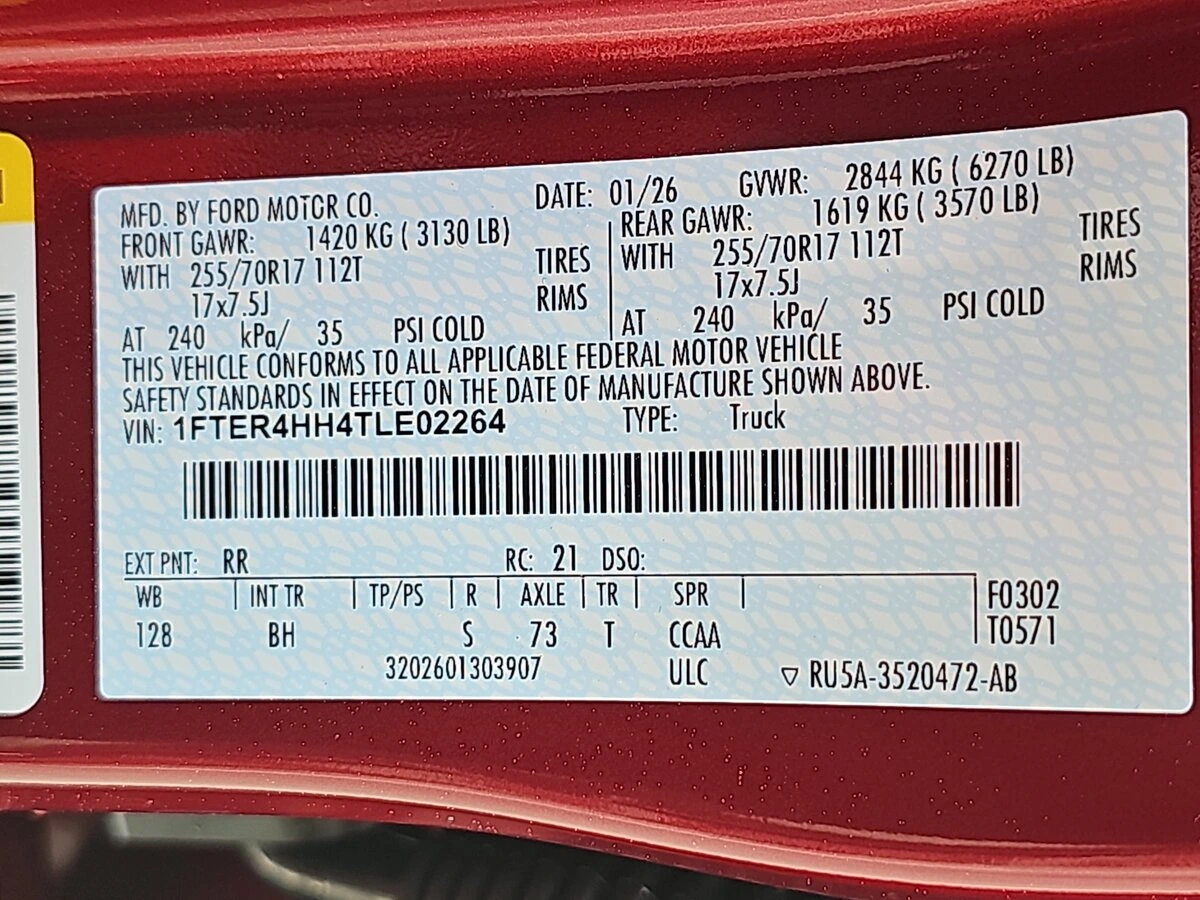 MFD. BY FORD MOTOR CO. DATE: 01/26 GVWR: 2844 KG ( 6270 LB)
FRONT GAWR: 1420 KG ( 3130 LB) REAR GAWR: 1619 KG ( 3570 LB)
WITH 255/70R17 112T TIRES WITH 255/70R17 112T TIRES
17x7.5J RIMS 17x7.5J RIMS
AT 240 kPa/ 35 PSI COLD AT 240 kPa/ 35 PSI COLD
THIS VEHICLE CONFORMS TO ALL APPLICABLE FEDERAL MOTOR VEHICLE
SAFETY STANDARDS IN EFFECT ON THE DATE OF MANUFACTURE SHOWN ABOVE.
VIN: 1FTER4HH4TLE02264 TYPE: Truck
EXT PNT: RR RC: 21 DSO:
WB INT TR TP/PS R AXLE TR SPR F0302
128 BH S 73 T CCAA T0571
3202601303907 ULC ▽ RU5A-3520472-AB